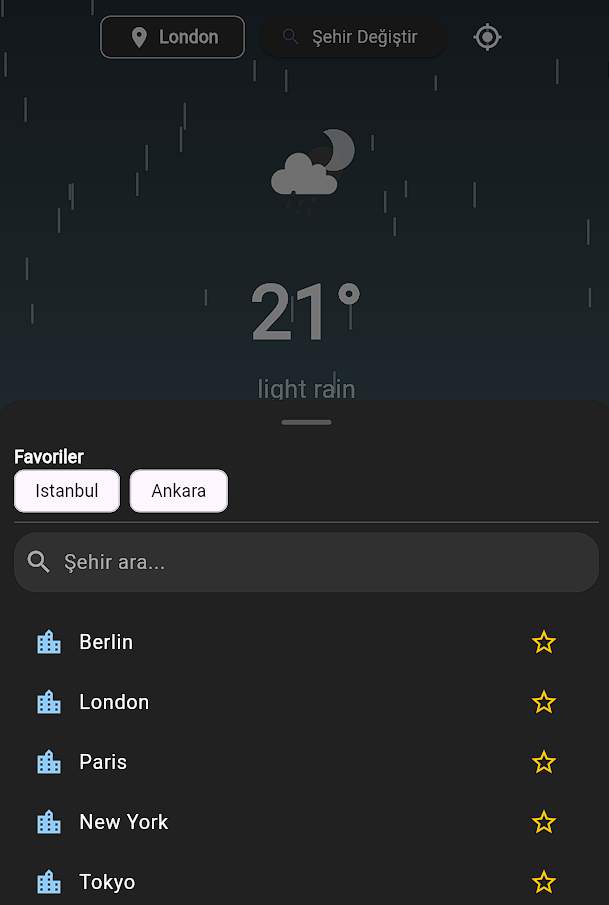 London
Şehir Değiştir
21°
light rain
Favoriler
Istanbul
Ankara
Şehir ara...
Berlin
London
Paris
New York
Tokyo